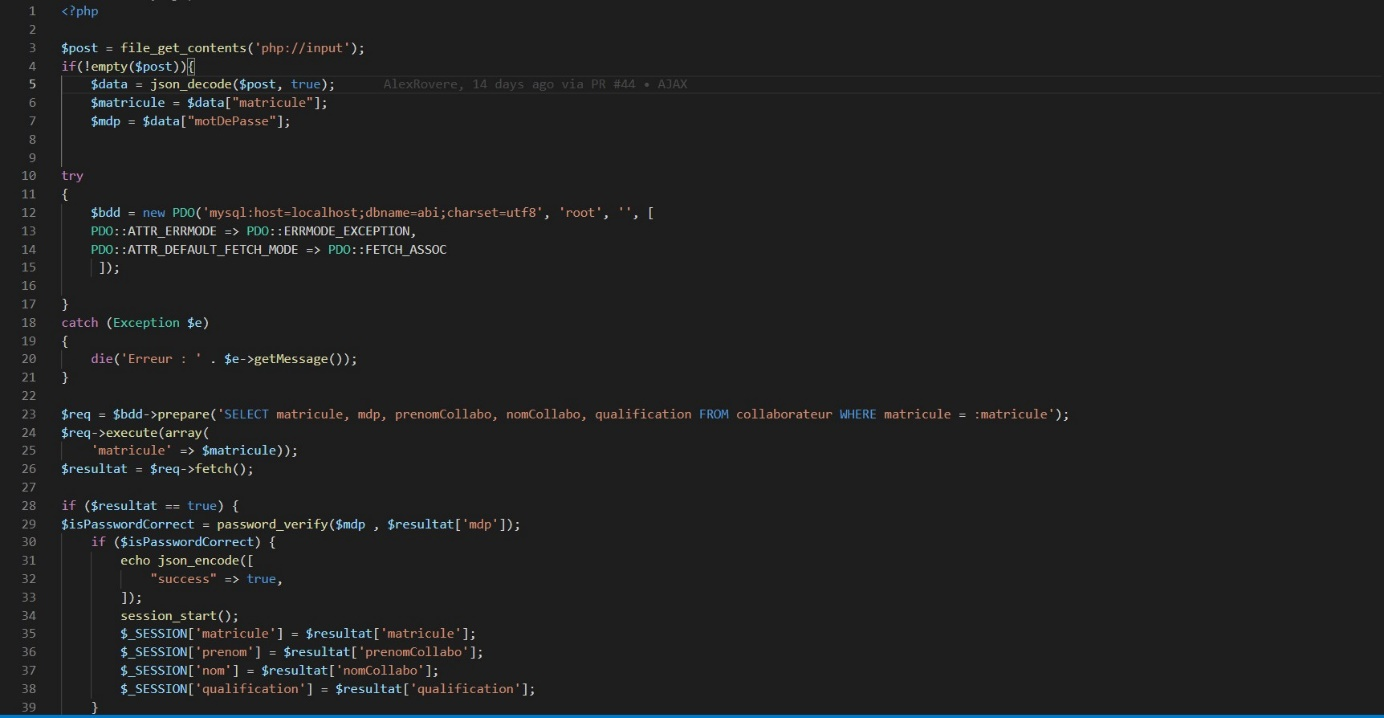 1 <?php
2
3 $post = file_get_contents('php://input');
4 if(!empty($post)){
5 $data = json_decode($post, true); AlexRovere, 14 days ago via PR #44 • AJAX
6 $matricule = $data["matricule"];
7 $mdp = $data["motDePasse"];
8
9
10 try
11 {
12 $bdd = new PDO('mysql:host=localhost;dbname=abi;charset=utf8', 'root', '', [
13 PDO::ATTR_ERRMODE => PDO::ERRMODE_EXCEPTION,
14 PDO::ATTR_DEFAULT_FETCH_MODE => PDO::FETCH_ASSOC
15 ]);
16
17 }
18 catch (Exception $e)
19 {
20 die('Erreur : ' . $e->getMessage());
21 }
22
23 $req = $bdd->prepare('SELECT matricule, mdp, prenomCollabo, nomCollabo, qualification FROM collaborateur WHERE matricule = :matricule');
24 $req->execute(array(
25 'matricule' => $matricule));
26 $resultat = $req->fetch();
27
28 if ($resultat == true) {
29 $isPasswordCorrect = password_verify($mdp , $resultat['mdp']);
30 if ($isPasswordCorrect) {
31 echo json_encode([
32 "success" => true,
33 ]);
34 session_start();
35 $_SESSION['matricule'] = $resultat['matricule'];
36 $_SESSION['prenom'] = $resultat['prenomCollabo'];
37 $_SESSION['nom'] = $resultat['nomCollabo'];
38 $_SESSION['qualification'] = $resultat['qualification'];
39 }